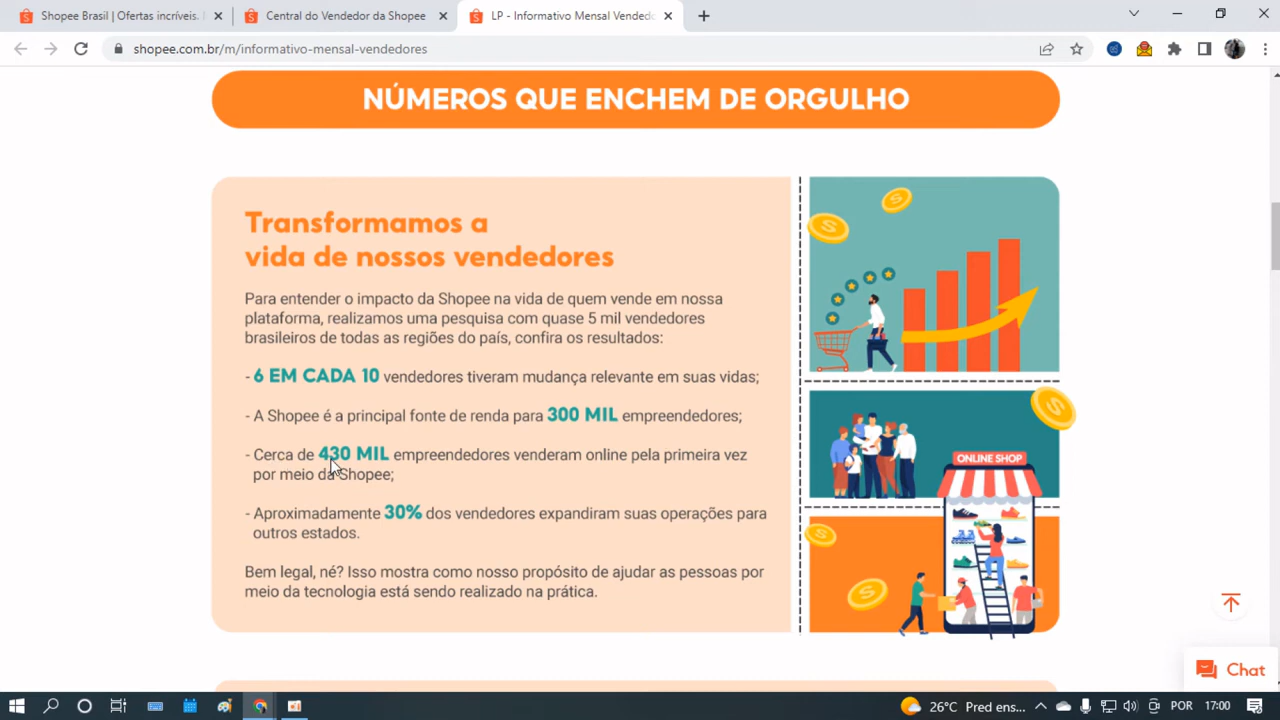 Shopee Brasil | Ofertas incríveis.
Central do Vendedor da Shopee
LP - Informativo Mensal Vendedo
shopee.com.br/m/informativo-mensal-vendedores
NÚMEROS QUE ENCHEM DE ORGULHO
Transformamos a
vida de nossos vendedores
Para entender o impacto da Shopee na vida de quem vende em nossa
plataforma, realizamos uma pesquisa com quase 5 mil vendedores
brasileiros de todas as regiões do país, confira os resultados:
- 6 EM CADA 10 vendedores tiveram mudança relevante em suas vidas;
- A Shopee é a principal fonte de renda para 300 MIL empreendedores;
- Cerca de 430 MIL empreendedores venderam online pela primeira vez
por meio da Shopee;
- Aproximadamente 30% dos vendedores expandiram suas operações para
outros estados.
Bem legal, né? Isso mostra como nosso propósito de ajudar as pessoas por
meio da tecnologia está sendo realizado na prática.
ONLINE SHOP
Chat
26°C Pred ens...
POR
17:00